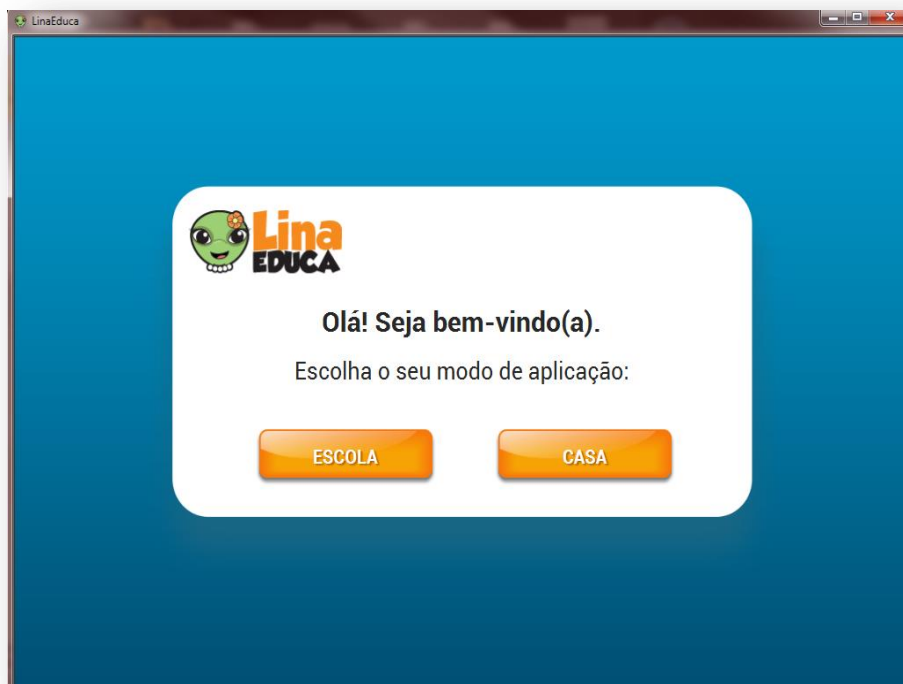 LinaEduca
Lina
EDUCA
Olá! Seja bem-vindo(a).
Escolha o seu modo de aplicação:
ESCOLA
CASA